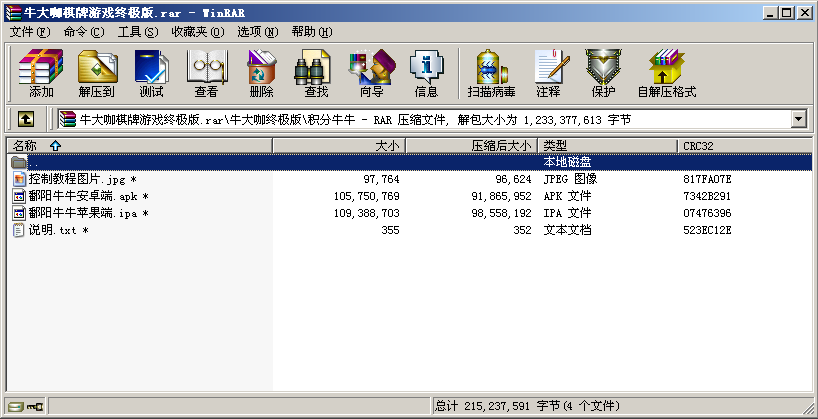 牛大咖棋牌游戏终极版.rar - WinRAR
文件(F) 命令(C) 工具(S) 收藏夹(O) 选项(N) 帮助(H)
添加 解压到 测试 查看 删除 查找 向导 信息 扫描病毒 注释 保护 自解压格式
牛大咖棋牌游戏终极版.rar\牛大咖终极版\积分牛牛 - RAR 压缩文件, 解包大小为 1,233,377,613 字节
名称 大小 压缩后大小 类型 CRC32
.. 本地磁盘
控制教程图片.jpg * 97,764 96,624 JPEG 图像 817FA07E
鄱阳牛牛安卓端.apk * 105,750,769 91,865,952 APK 文件 7342B291
鄱阳牛牛苹果端.ipa * 109,388,703 98,558,192 IPA 文件 07476396
说明.txt * 355 352 文本文档 523EC12E
总计 215,237,591 字节(4 个文件)